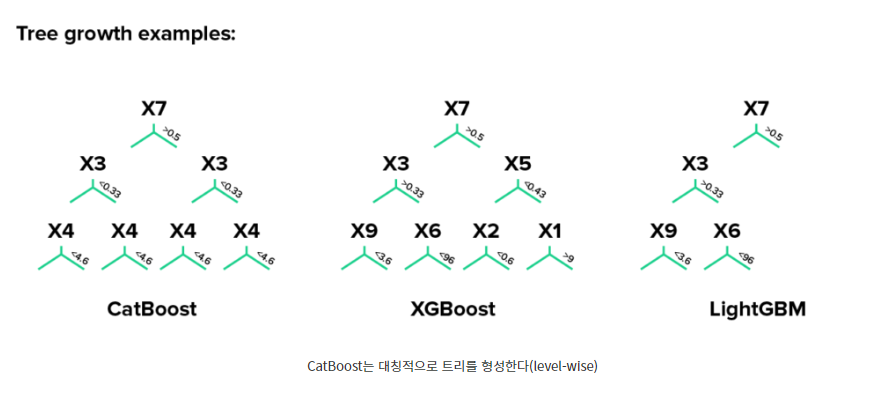 Tree growth examples:
X7 X7 X7
>0.5 >0.5 >0.5
X3 X3 X3 X5 X3
<0.33 <0.33 >0.33 <0.43 >0.33
X4 X4 X4 X4 X9 X6 X2 X1 X9 X6
<4.6 <4.6 <4.6 <4.6 <3.6 <96 <0.6 >9 <3.6 <96
CatBoost XGBoost LightGBM
CatBoost는 대칭적으로 트리를 형성한다(level-wise)